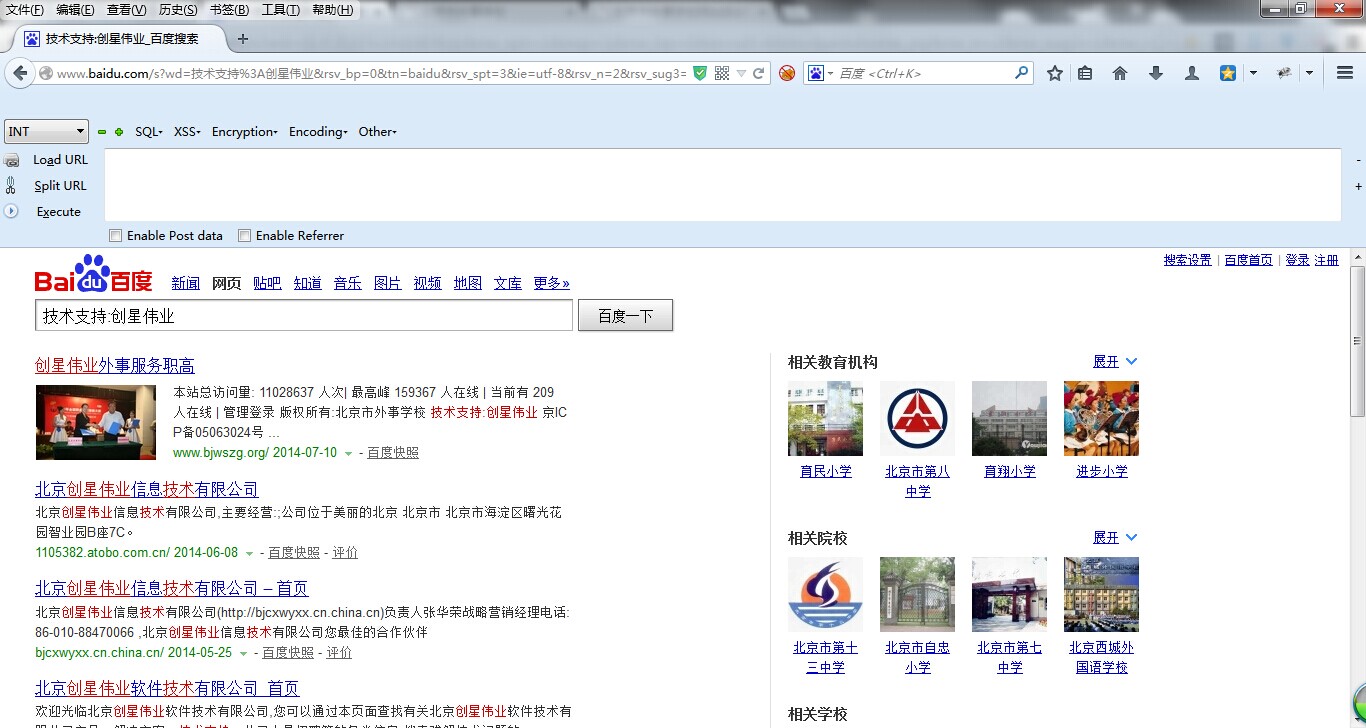 文件(F) 编辑(E) 查看(V) 历史(S) 书签(B) 工具(T) 帮助(H)
技术支持:创星伟业_百度搜索
www.baidu.com/s?wd=技术支持%3A创星伟业&rsv_bp=0&tn=baidu&rsv_spt=3&ie=utf-8&rsv_n=2&rsv_sug3=
百度 <Ctrl+K>
INT SQL XSS Encryption Encoding Other
Load URL
Split URL
Execute
Enable Post data Enable Referrer
搜索设置 | 百度首页 | 登录 注册
Bai du 百度 新闻 网页 贴吧 知道 音乐 图片 视频 地图 文库 更多»
技术支持:创星伟业 百度一下
创星伟业外事服务职高
本站总访问量: 11028637 人次| 最高峰 159367 人在线 | 当前有 209
人在线 | 管理登录 版权所有:北京市外事学校 技术支持:创星伟业 京IC
P备05063024号 ...
www.bjwszg.org/ 2014-07-10 - 百度快照
北京创星伟业信息技术有限公司
北京创星伟业信息技术有限公司,主要经营:;公司位于美丽的北京 北京市 北京市海淀区曙光花
园智业园B座7C。
1105382.atobo.com.cn/ 2014-06-08 - 百度快照 - 评价
北京创星伟业信息技术有限公司 – 首页
北京创星伟业信息技术有限公司(http://bjcxwyxx.cn.china.cn)负责人张华荣战略营销经理电话:
86-010-88470066 ,北京创星伟业信息技术有限公司您最佳的合作伙伴
bjcxwyxx.cn.china.cn/ 2014-05-25 - 百度快照 - 评价
北京创星伟业软件技术有限公司_首页
欢迎光临北京创星伟业软件技术有限公司,您可以通过本页面查找有关北京创星伟业软件技术有
相关教育机构 展开
育民小学 北京市第八中学 育翔小学 进步小学
相关院校 展开
北京市第十三中学 北京市自忠小学 北京市第七中学 北京西城外国语学校
相关学校